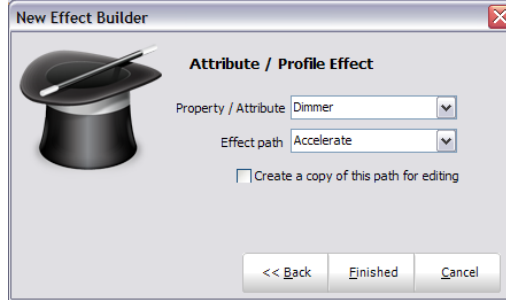 New Effect Builder
Attribute / Profile Effect
Property / Attribute Dimmer
Effect path Accelerate
Create a copy of this path for editing
<< Back Finished Cancel